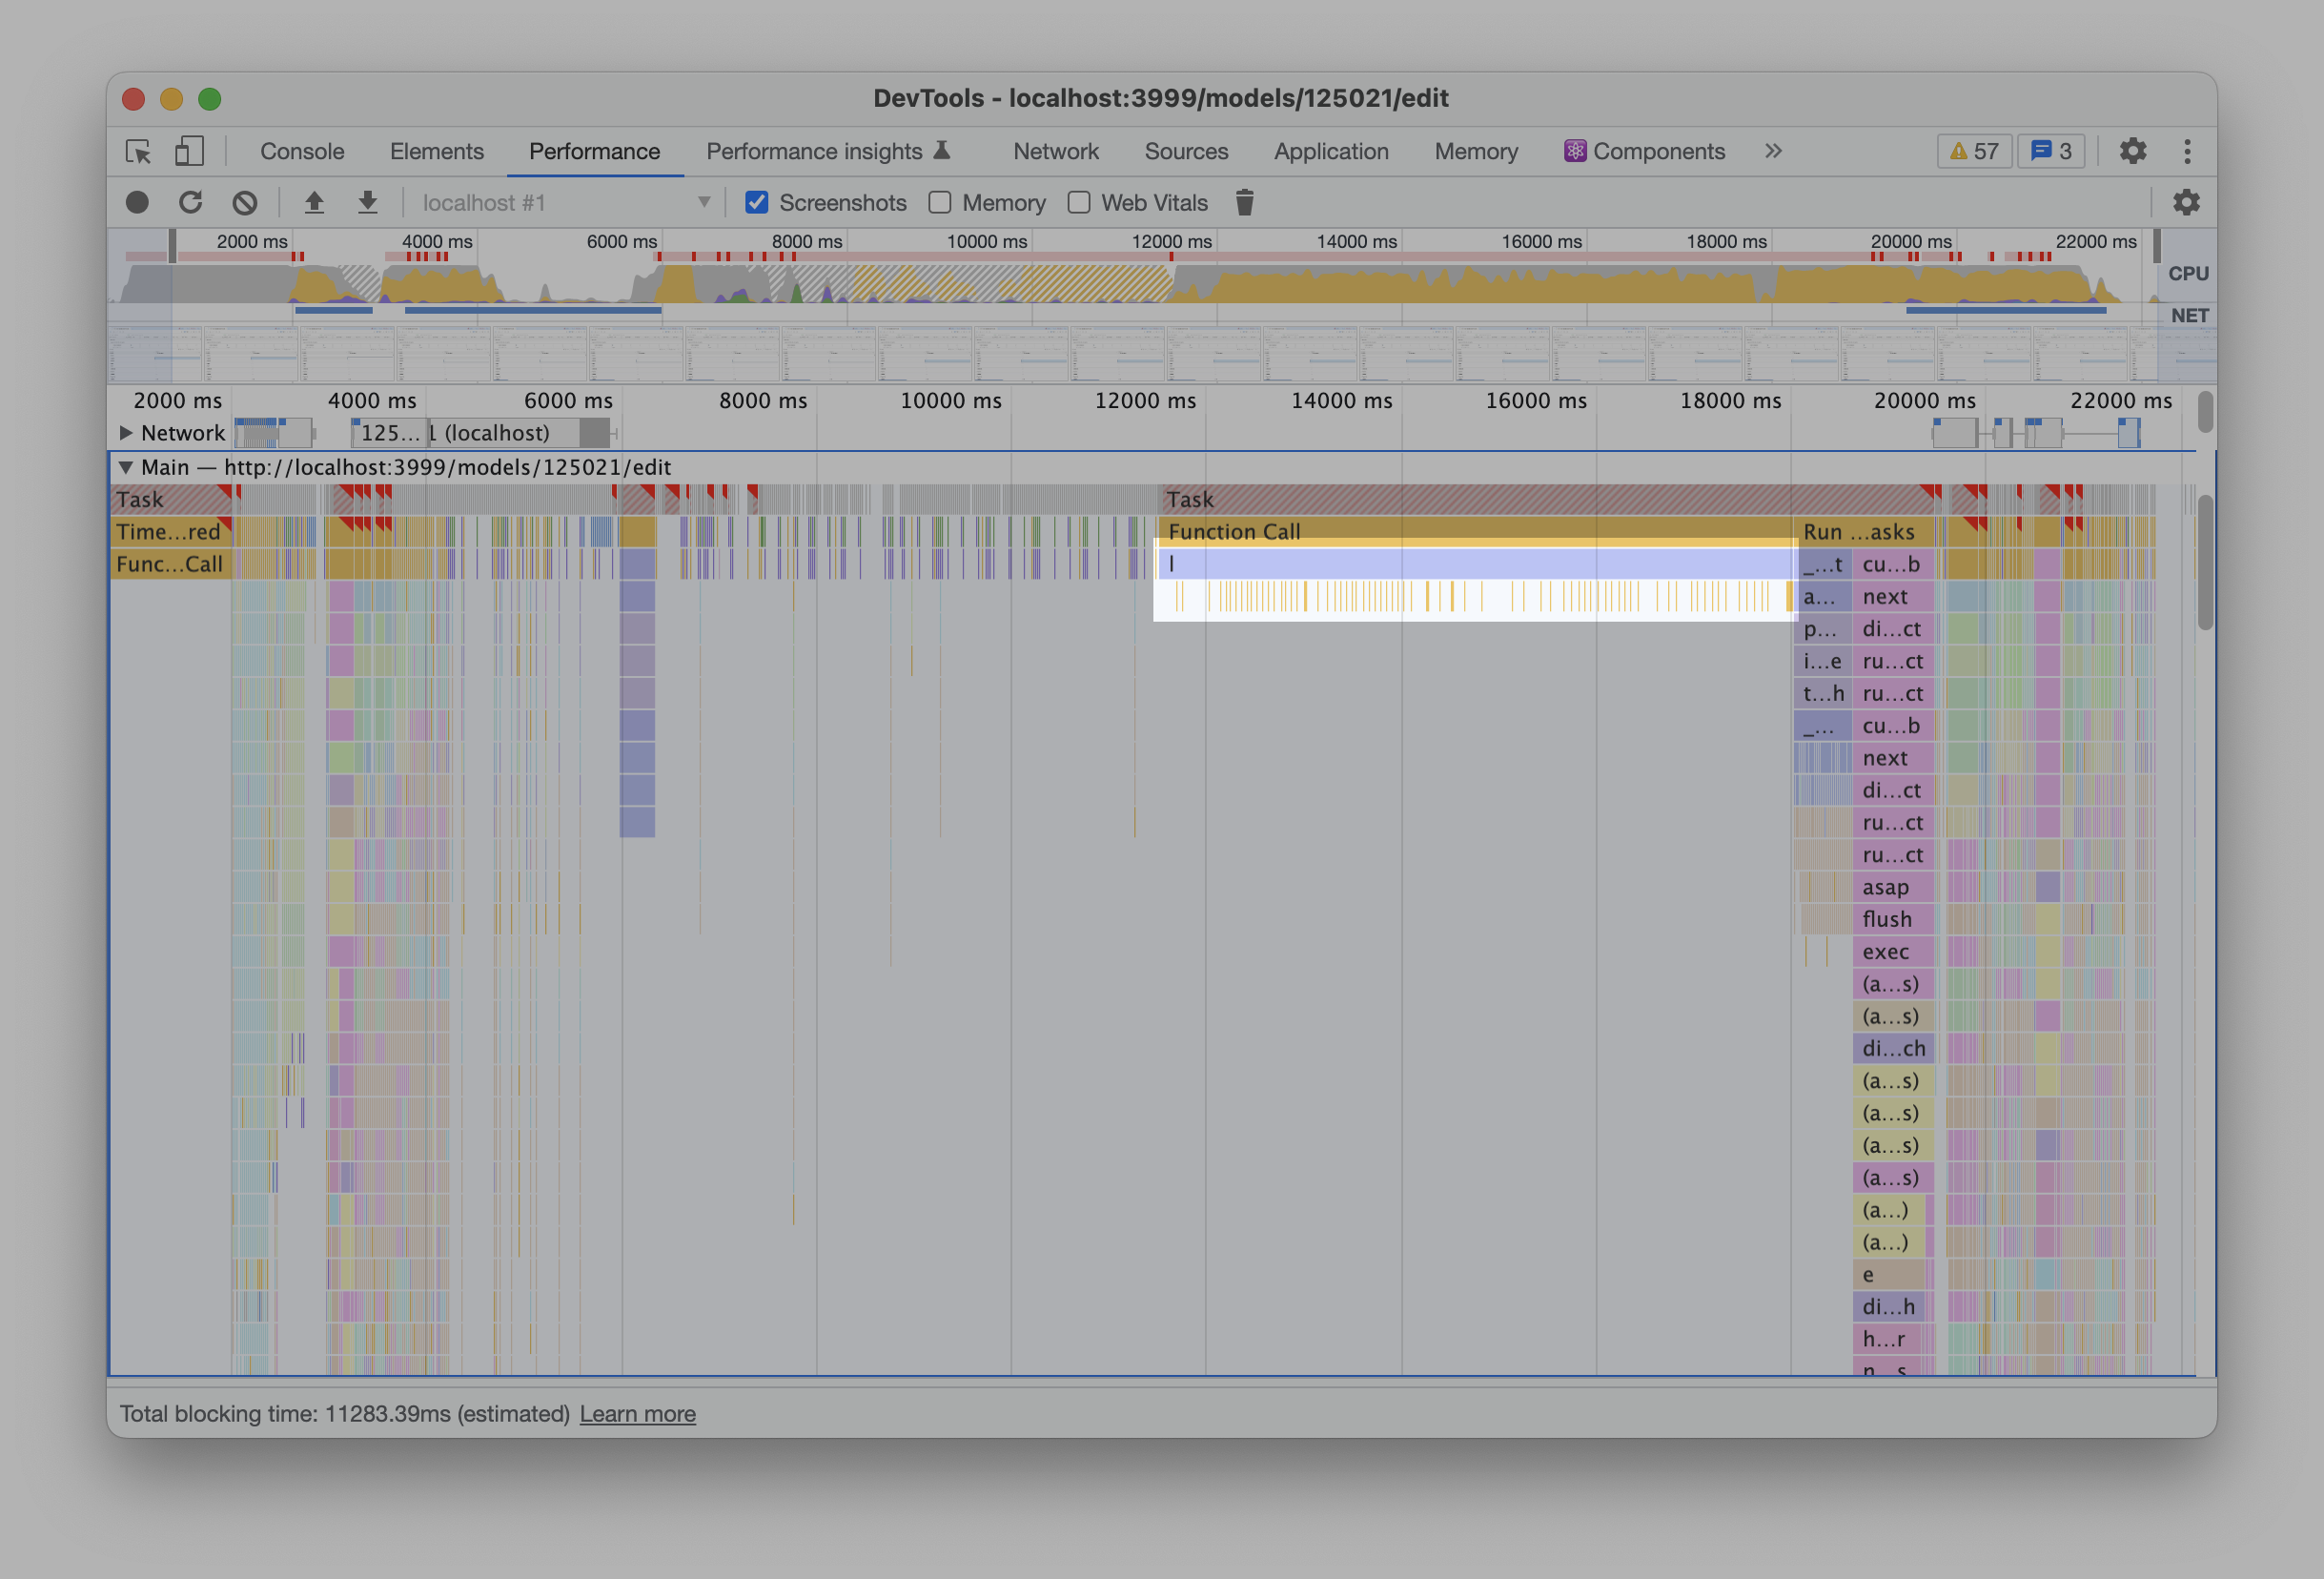 DevTools - localhost:3999/models/125021/edit
Console Elements Performance Performance insights Network Sources Application Memory Components 57 3
localhost #1 Screenshots Memory Web Vitals
2000 ms 4000 ms 6000 ms 8000 ms 10000 ms 12000 ms 14000 ms 16000 ms 18000 ms 20000 ms 22000 ms
CPU
NET
2000 ms 4000 ms 6000 ms 8000 ms 10000 ms 12000 ms 14000 ms 16000 ms 18000 ms 20000 ms 22000 ms
Network 125… 1 (localhost)
Main — http://localhost:3999/models/125021/edit
Task Task
Time…red Function Call Run …asks
Func…Call l _…t cu…b
a… next
p… di…ct
i…e ru…ct
t…h ru…ct
_… cu…b
next
di…ct
ru…ct
ru…ct
asap
flush
exec
(a…s)
(a…s)
di…ch
(a…s)
(a…s)
(a…s)
(a…s)
(a…)
(a…)
e
di…h
h…r
n…s
Total blocking time: 11283.39ms (estimated) Learn more